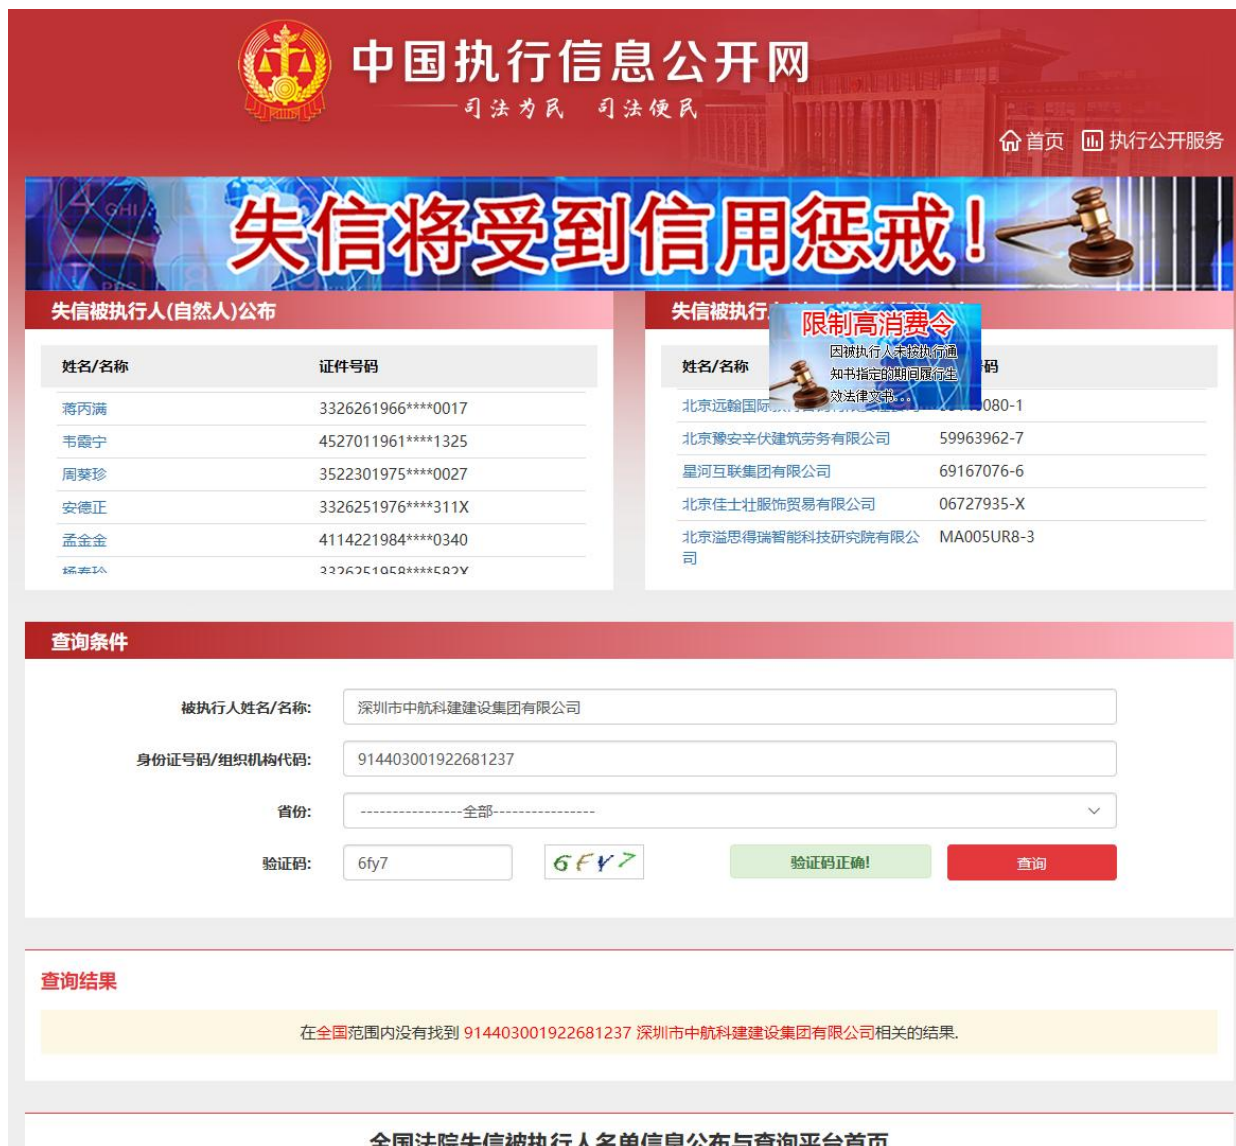 中国执行信息公开网
司法为民 司法便民
首页 执行公开服务
失信将受到信用惩戒!
失信被执行人(自然人)公布
失信被执行
限制高消费令
因被执行人未按执行通
知书指定的期间履行生
效法律文书...
姓名/名称 证件号码
蒋丙满 3326261966****0017
韦霞宁 4527011961****1325
周葵珍 3522301975****0027
安德正 3326251976****311X
孟金金 4114221984****0340
3326251958****582X
姓名/名称 号码
北京远翰国际 080-1
北京豫安辛伏建筑劳务有限公司 59963962-7
星河互联集团有限公司 69167076-6
北京佳士壮服饰贸易有限公司 06727935-X
北京溢思得瑞智能科技研究院有限公 MA005UR8-3
司
查询条件
被执行人姓名/名称: 深圳市中航科建建设集团有限公司
身份证号码/组织机构代码: 914403001922681237
省份: ----------------全部----------------
验证码: 6fy7 6FY7 验证码正确! 查询
查询结果
在全国范围内没有找到 914403001922681237 深圳市中航科建建设集团有限公司相关的结果.
全国法院失信被执行人名单信息公布与查询平台首页